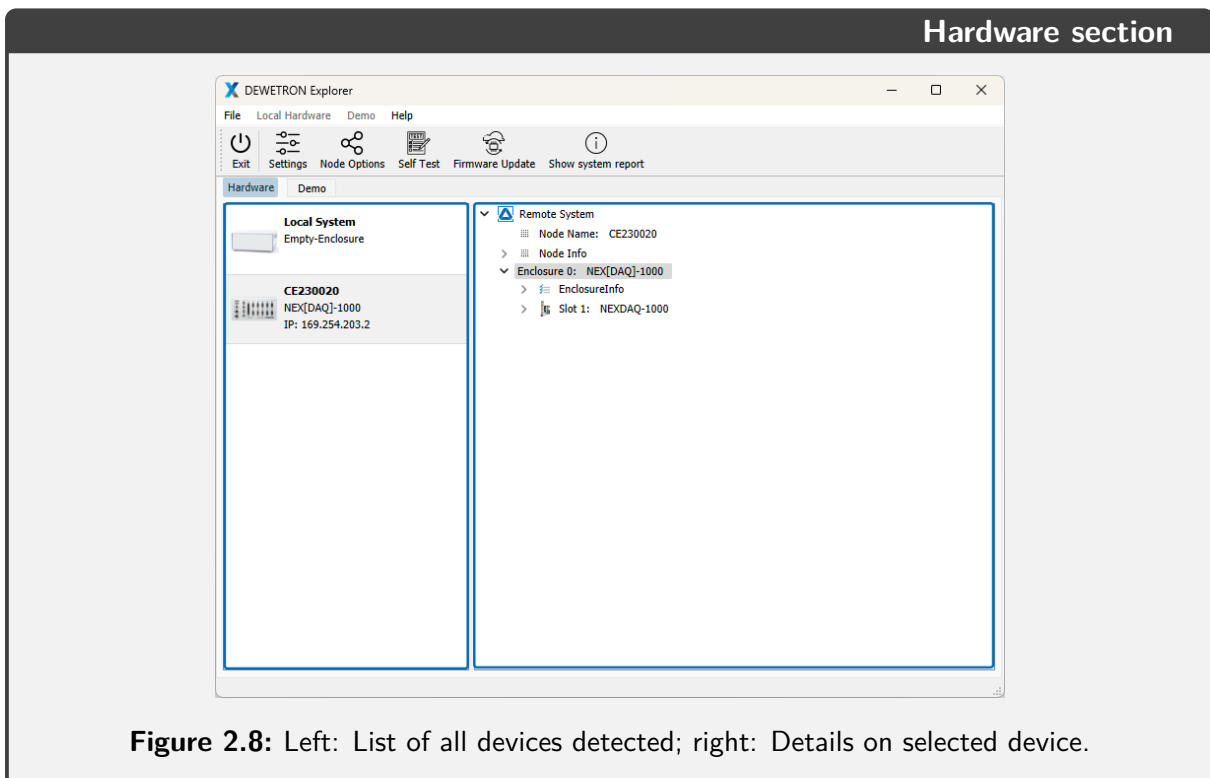 Hardware section
DEWETRON Explorer
File Local Hardware Demo Help
Exit Settings Node Options Self Test Firmware Update Show system report
Hardware Demo
Local System
Empty-Enclosure
CE230020
NEX[DAQ]-1000
IP: 169.254.203.2
Remote System
Node Name: CE230020
Node Info
Enclosure 0: NEX[DAQ]-1000
EnclosureInfo
Slot 1: NEXDAQ-1000
Figure 2.8: Left: List of all devices detected; right: Details on selected device.